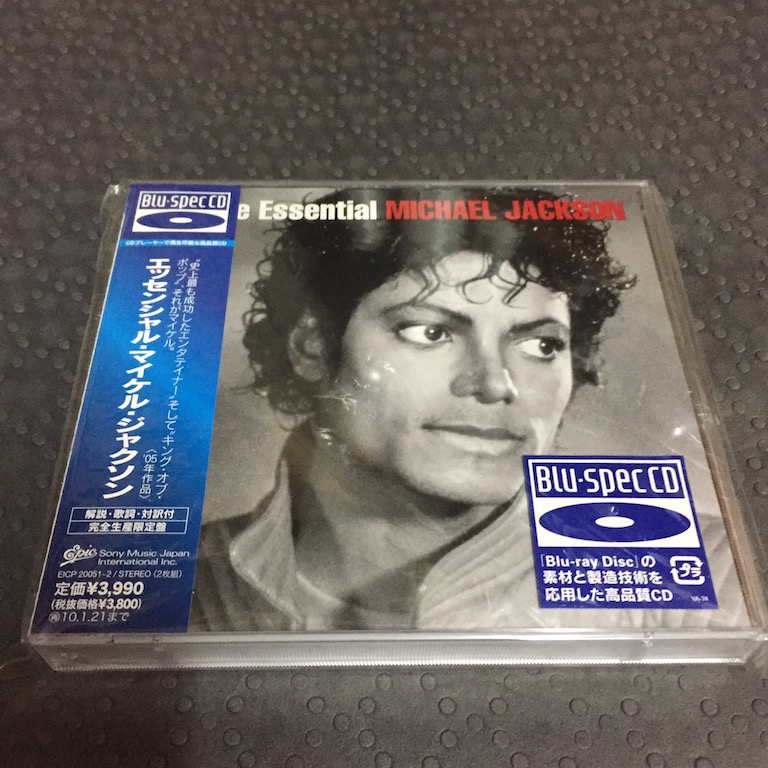 Blu-spec CD
CDプレーヤーで再生可能な高品質CD
e Essential MICHAEL JACKSON
“史上最も成功したエンタテイナー”そして“キング・オブ・
ポップ”、それがマイケル。
エッセンシャル・マイケル・ジャクソン
〈'05年作品〉
解説・歌詞・対訳付
完全生産限定盤
Epic Sony Music Japan
International Inc.
EICP 20051~2 / STEREO (2枚組)
定価¥3,990
(税抜価格¥3,800)
再10.1.21まで
Blu-spec CD
「Blu-ray Disc」の
素材と製造技術を
応用した高品質CD
プラ